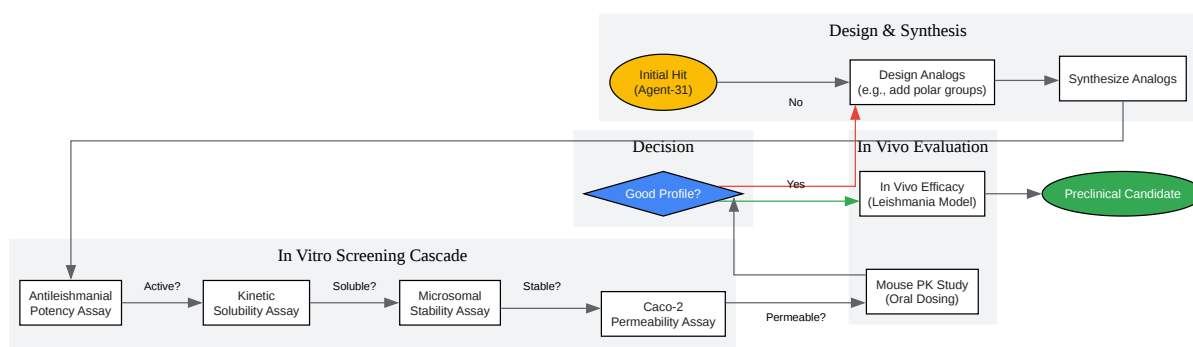 Design & Synthesis
Initial Hit
(Agent-31)
Design Analogs
(e.g., add polar groups)
Synthesize Analogs
No
Decision
In Vivo Evaluation
Good Profile?
Yes
In Vivo Efficacy
(Leishmania Model)
Preclinical Candidate
In Vitro Screening Cascade
Antileishmanial
Potency Assay
Active?
Kinetic
Solubility Assay
Soluble?
Microsomal
Stability Assay
Stable?
Caco-2
Permeability Assay
Permeable?
Mouse PK Study
(Oral Dosing)